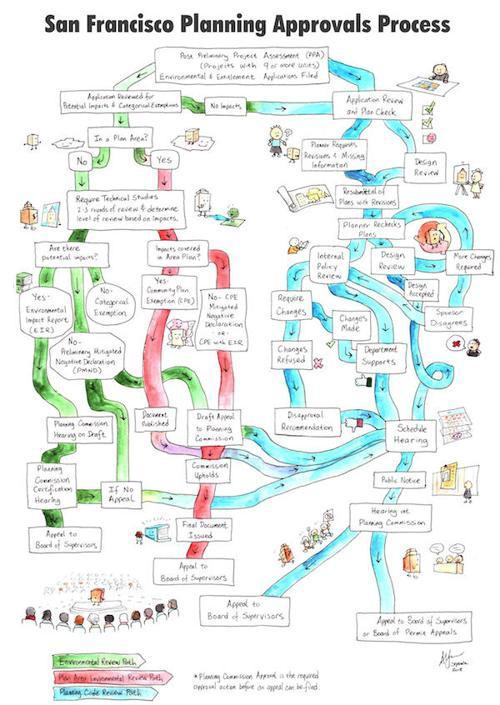 San Francisco Planning Approvals Process
Post Preliminary Project Assessment (PPA)
(Projects with 9 or more units)
Environmental & Entitlement Applications Filed
Application Reviewed for
Potential Impacts & Categorical Exemptions
No Impacts
Application Review
and Plan Check
In a Plan Area?
No
Yes
Planner Requires
Revisions & Missing
Information
Design
Review
Require Technical Studies
2-3 rounds of review & determine
level of review based on impacts.
Resubmittal of
Plans with Revisions
Planner Rechecks
Plans
Are there
potential impacts?
Impacts covered
in Area Plan?
Internal
Policy
Review
Design
Review
More Changes
Required
Yes-
Environmental
Impact Report
(EIR)
No-
Categorical
Exemption
Yes:
Community Plan
Exemption (CPE)
No- CPE
Mitigated
Negative
Declaration
- OR -
CPE with EIR
Design
Accepted
Require
Changes
Changes
Made
Sponsor
Disagrees
No-
Preliminary Mitigated
Negative Declaration
(PMND)
Changes
Refused
Department
Supports
Planning Commission
Hearing on Draft
Document
Published
Draft Appeal
to Planning
Commission
Disapproval
Recommendation
Schedule
Hearing
Planning
Commission
Certification
Hearing
If No
Appeal
Commission
Upholds
Public Notice
Appeal to
Board of Supervisors
Final Document
Issued
Hearing at
Planning Commission
Appeal to
Board of Supervisors
Appeal to
Board of Supervisors
Appeal to Board of Supervisors
or Board of Permit Appeals
Environmental Review Path
Plan Area Environmental Review Path
Planning Code Review Path
* Planning Commission Approval is the required
approval action before an appeal can be filed.